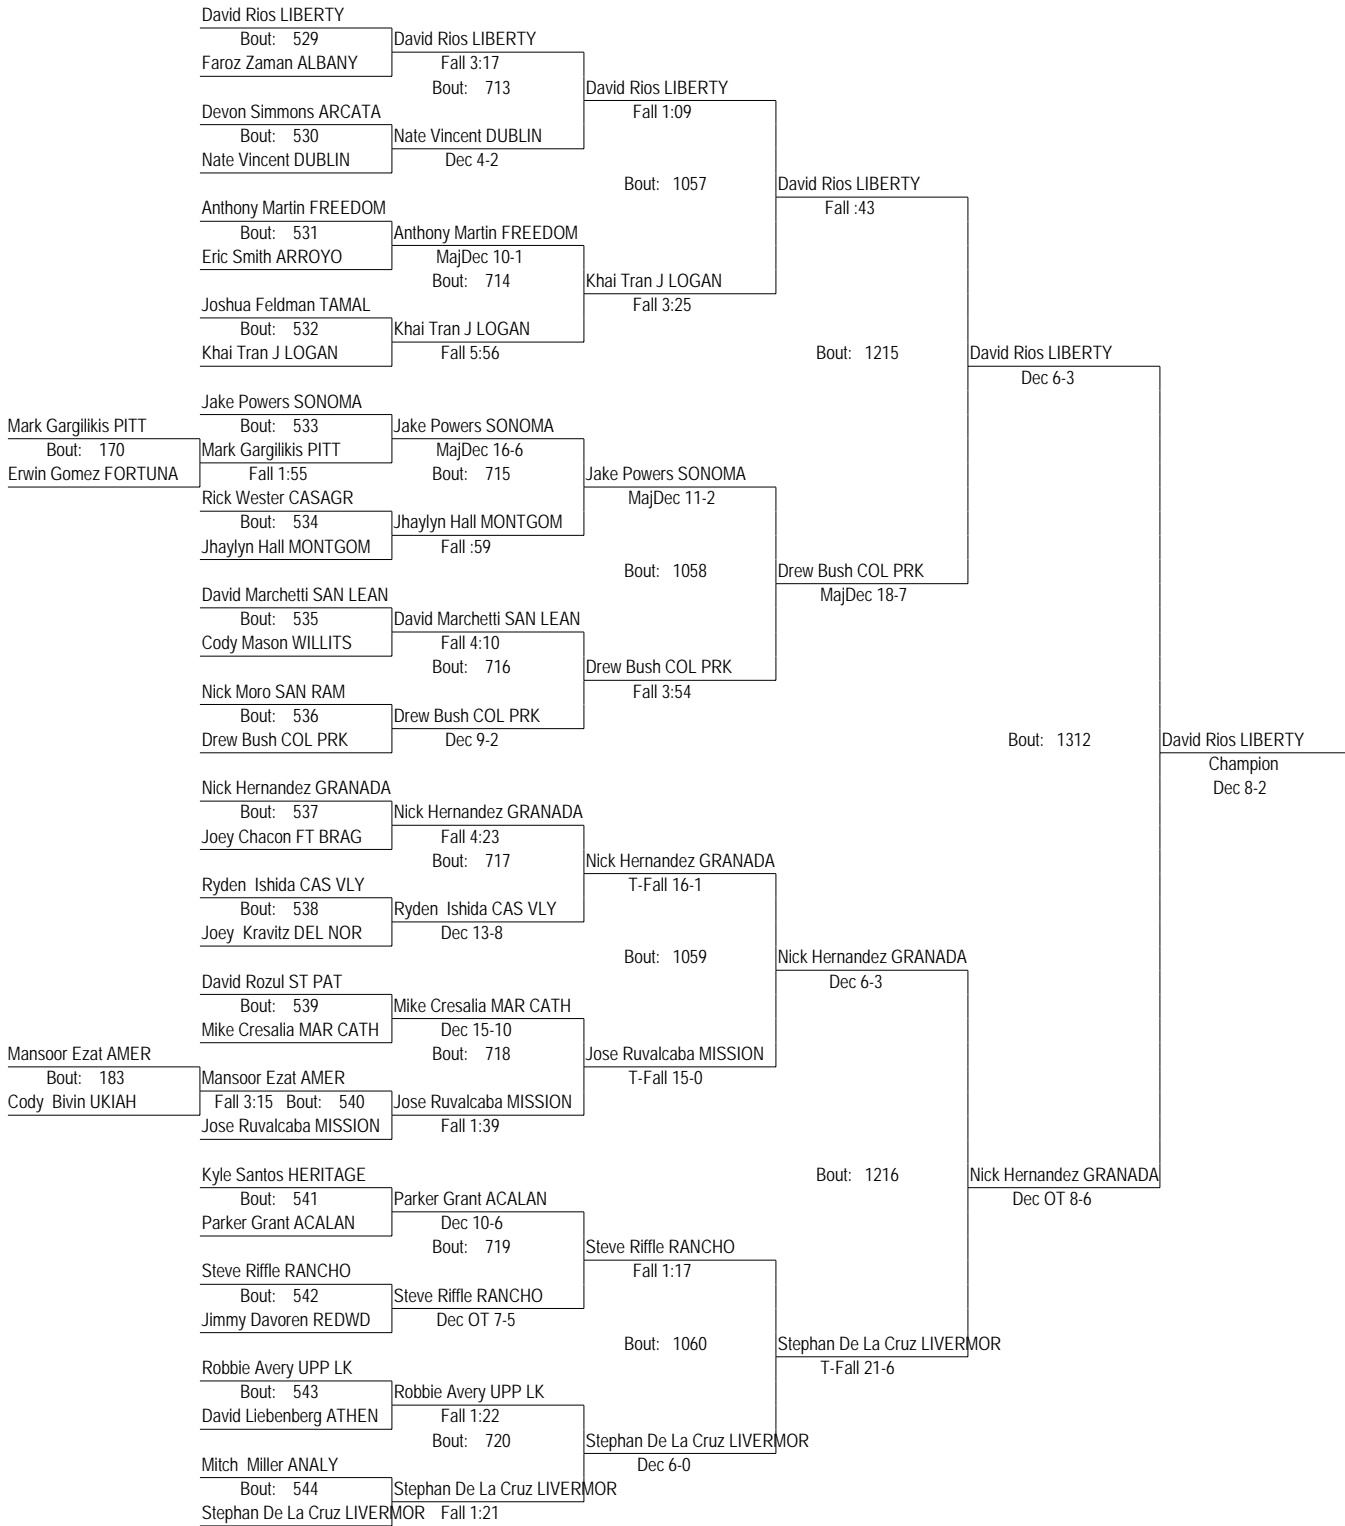 David Rios LIBERTY
Bout: 529
Faroz Zaman ALBANY
David Rios LIBERTY
Fall 3:17
Bout: 713
David Rios LIBERTY
Fall 1:09
Devon Simmons ARCATA
Bout: 530
Nate Vincent DUBLIN
Nate Vincent DUBLIN
Dec 4-2
Bout: 1057
David Rios LIBERTY
Fall :43
Anthony Martin FREEDOM
Bout: 531
Eric Smith ARROYO
Anthony Martin FREEDOM
MajDec 10-1
Bout: 714
Khai Tran J LOGAN
Fall 3:25
Joshua Feldman TAMAL
Bout: 532
Khai Tran J LOGAN
Khai Tran J LOGAN
Fall 5:56
Bout: 1215
David Rios LIBERTY
Dec 6-3
Mark Gargilikis PITT
Bout: 170
Erwin Gomez FORTUNA
Jake Powers SONOMA
Bout: 533
Mark Gargilikis PITT
Fall 1:55
Jake Powers SONOMA
MajDec 16-6
Bout: 715
Jake Powers SONOMA
MajDec 11-2
Rick Wester CASAGR
Bout: 534
Jhaylyn Hall MONTGOM
Jhaylyn Hall MONTGOM
Fall :59
Bout: 1058
Drew Bush COL PRK
MajDec 18-7
David Marchetti SAN LEAN
Bout: 535
Cody Mason WILLITS
David Marchetti SAN LEAN
Fall 4:10
Bout: 716
Drew Bush COL PRK
Fall 3:54
Nick Moro SAN RAM
Bout: 536
Drew Bush COL PRK
Drew Bush COL PRK
Dec 9-2
Bout: 1312
David Rios LIBERTY
Champion
Dec 8-2
Nick Hernandez GRANADA
Bout: 537
Joey Chacon FT BRAG
Nick Hernandez GRANADA
Fall 4:23
Bout: 717
Nick Hernandez GRANADA
T-Fall 16-1
Ryden Ishida CAS VLY
Bout: 538
Joey Kravitz DEL NOR
Ryden Ishida CAS VLY
Dec 13-8
Bout: 1059
Nick Hernandez GRANADA
Dec 6-3
David Rozul ST PAT
Bout: 539
Mike Cresalia MAR CATH
Mike Cresalia MAR CATH
Dec 15-10
Bout: 718
Jose Ruvalcaba MISSION
T-Fall 15-0
Mansoor Ezat AMER
Bout: 183
Cody Bivin UKIAH
Mansoor Ezat AMER
Fall 3:15 Bout: 540
Jose Ruvalcaba MISSION
Jose Ruvalcaba MISSION
Fall 1:39
Bout: 1216
Nick Hernandez GRANADA
Dec OT 8-6
Kyle Santos HERITAGE
Bout: 541
Parker Grant ACALAN
Parker Grant ACALAN
Dec 10-6
Bout: 719
Steve Riffle RANCHO
Fall 1:17
Steve Riffle RANCHO
Bout: 542
Jimmy Davoren REDWD
Steve Riffle RANCHO
Dec OT 7-5
Bout: 1060
Stephan De La Cruz LIVERMOR
T-Fall 21-6
Robbie Avery UPP LK
Bout: 543
David Liebenberg ATHEN
Robbie Avery UPP LK
Fall 1:22
Bout: 720
Stephan De La Cruz LIVERMOR
Dec 6-0
Mitch Miller ANALY
Bout: 544
Stephan De La Cruz LIVERMOR
Stephan De La Cruz LIVERMOR
Fall 1:21